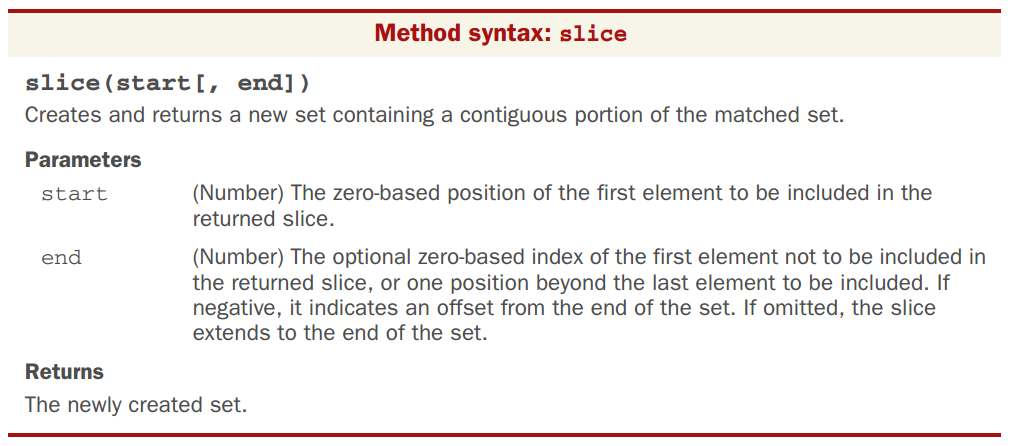 Method syntax: slice
slice(start[, end])
Creates and returns a new set containing a contiguous portion of the matched set.
Parameters
start (Number) The zero-based position of the first element to be included in the
returned slice.
end (Number) The optional zero-based index of the first element not to be included in
the returned slice, or one position beyond the last element to be included. If
negative, it indicates an offset from the end of the set. If omitted, the slice
extends to the end of the set.
Returns
The newly created set.